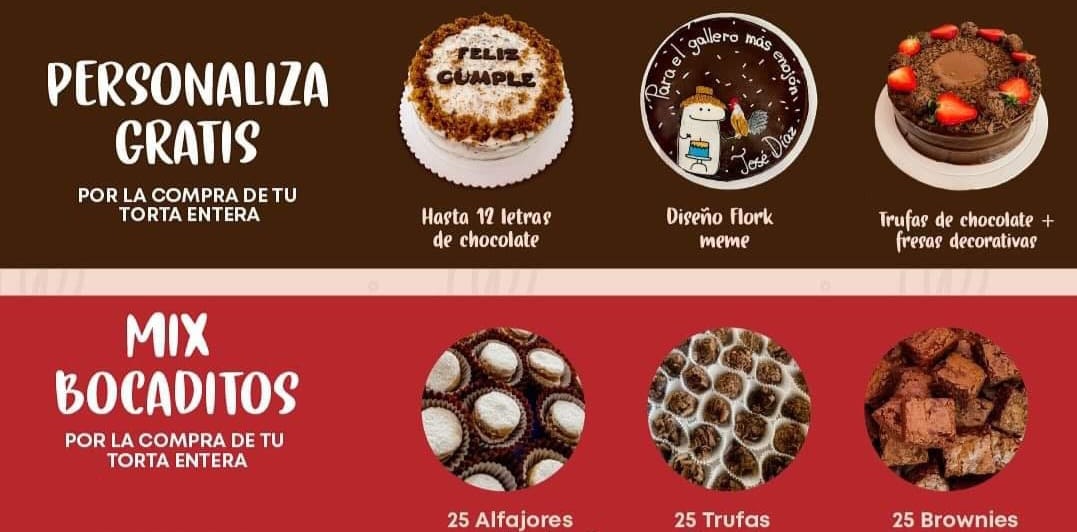 PERSONALIZA
GRATIS
POR LA COMPRA DE TU
TORTA ENTERA
FELIZ
CUMPLE
Hasta 12 letras
de chocolate
Para el gallero más enojón
José Díaz
Diseño Flork
meme
Trufas de chocolate +
fresas decorativas
MIX
BOCADITOS
POR LA COMPRA DE TU
TORTA ENTERA
25 Alfajores
25 Trufas
25 Brownies